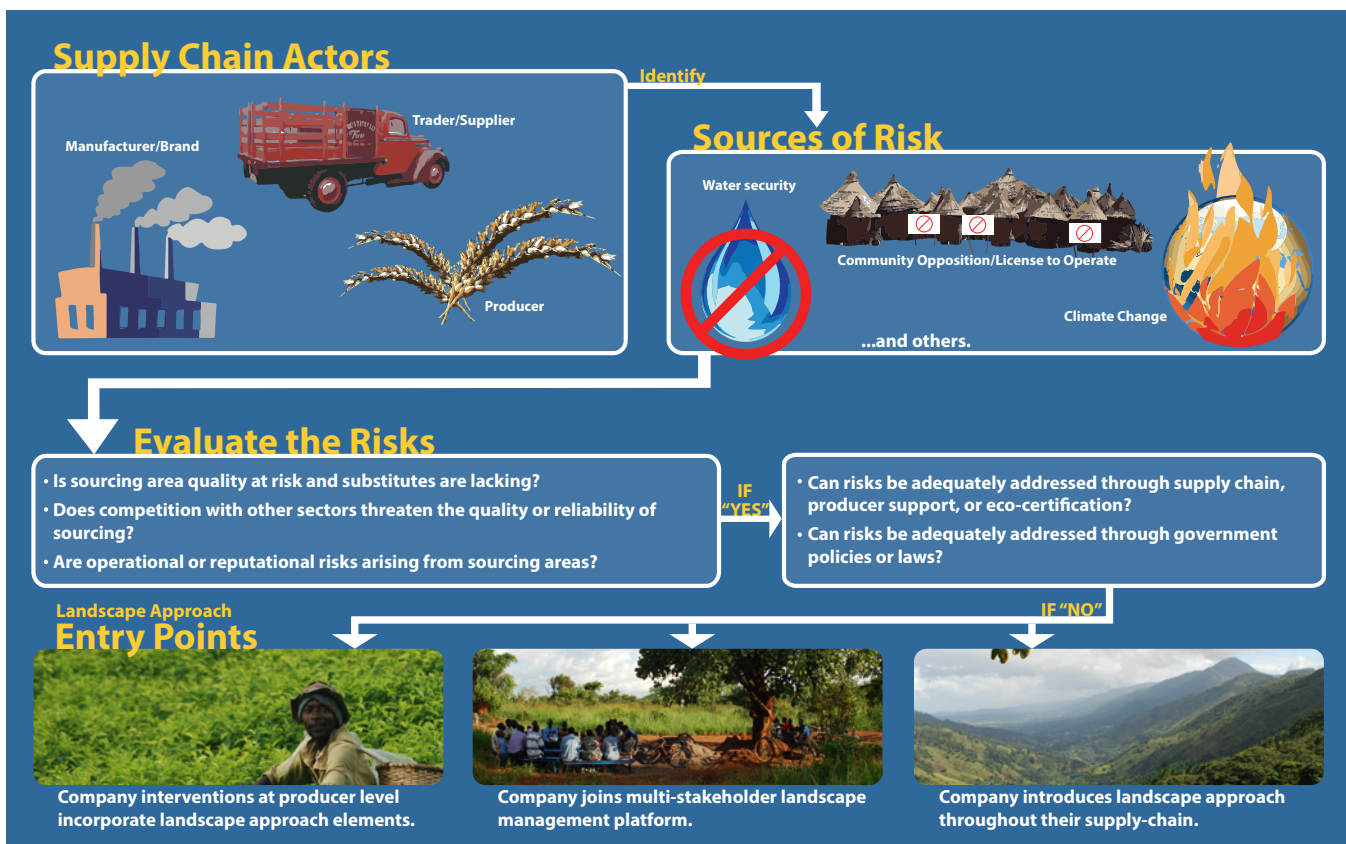 Supply Chain Actors
Identify
Manufacturer/Brand
Trader/Supplier
Producer
Sources of Risk
Water security
Community Opposition/License to Operate
Climate Change
...and others.
Evaluate the Risks
• Is sourcing area quality at risk and substitutes are lacking?
• Does competition with other sectors threaten the quality or reliability of
sourcing?
• Are operational or reputational risks arising from sourcing areas?
IF
“YES”
• Can risks be adequately addressed through supply chain,
producer support, or eco-certification?
• Can risks be adequately addressed through government
policies or laws?
IF “NO”
Landscape Approach
Entry Points
Company interventions at producer level
incorporate landscape approach elements.
Company joins multi-stakeholder landscape
management platform.
Company introduces landscape approach
throughout their supply-chain.